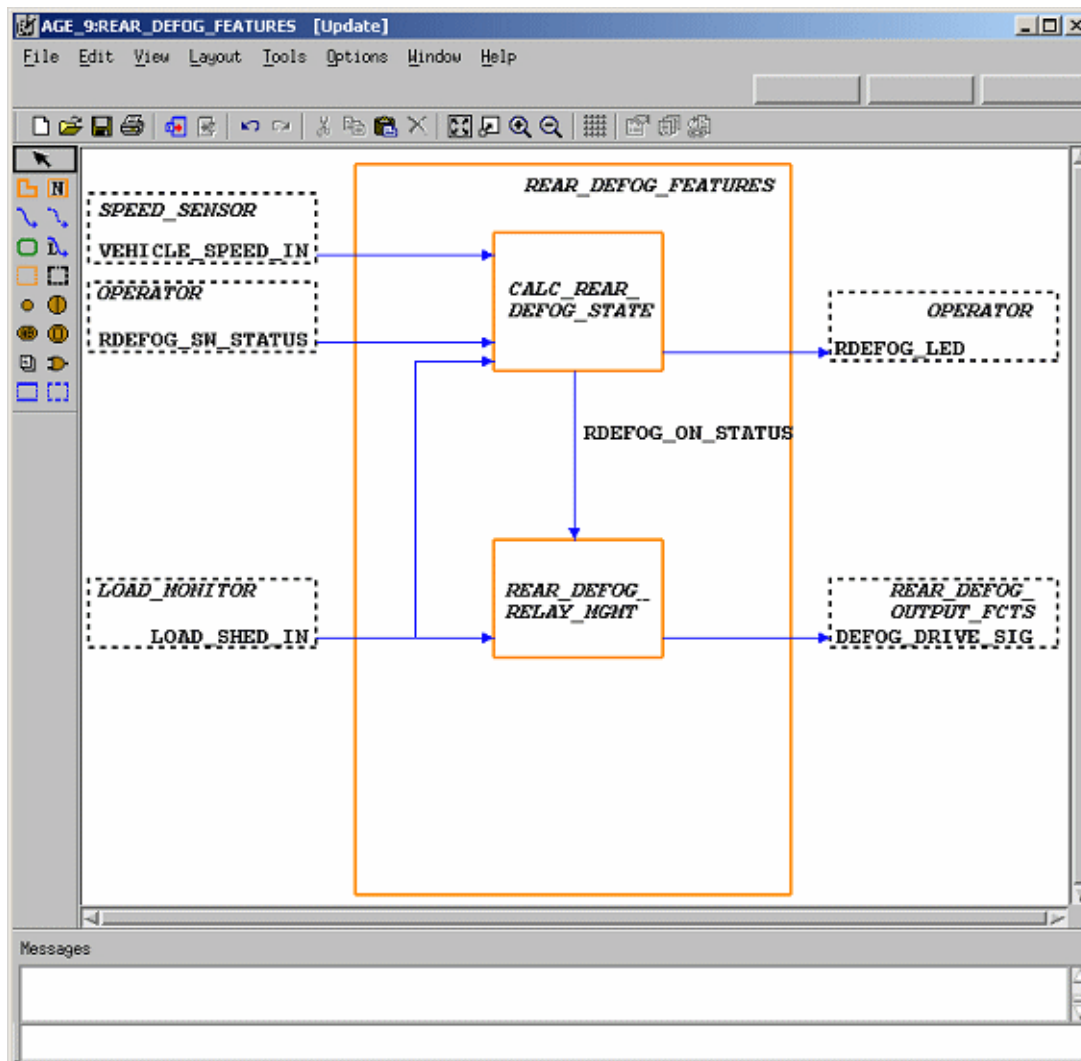 AGE_9:REAR_DEFOG_FEATURES [Update]
File Edit View Layout Tools Options Window Help
REAR_DEFOG_FEATURES
SPEED_SENSOR
VEHICLE_SPEED_IN
OPERATOR
RDEFOG_SW_STATUS
CALC_REAR_
DEFOG_STATE
OPERATOR
RDEFOG_LED
RDEFOG_ON_STATUS
LOAD_MONITOR
LOAD_SHED_IN
REAR_DEFOG_
RELAY_MGMT
REAR_DEFOG_
OUTPUT_FCTS
DEFOG_DRIVE_SIG
Messages